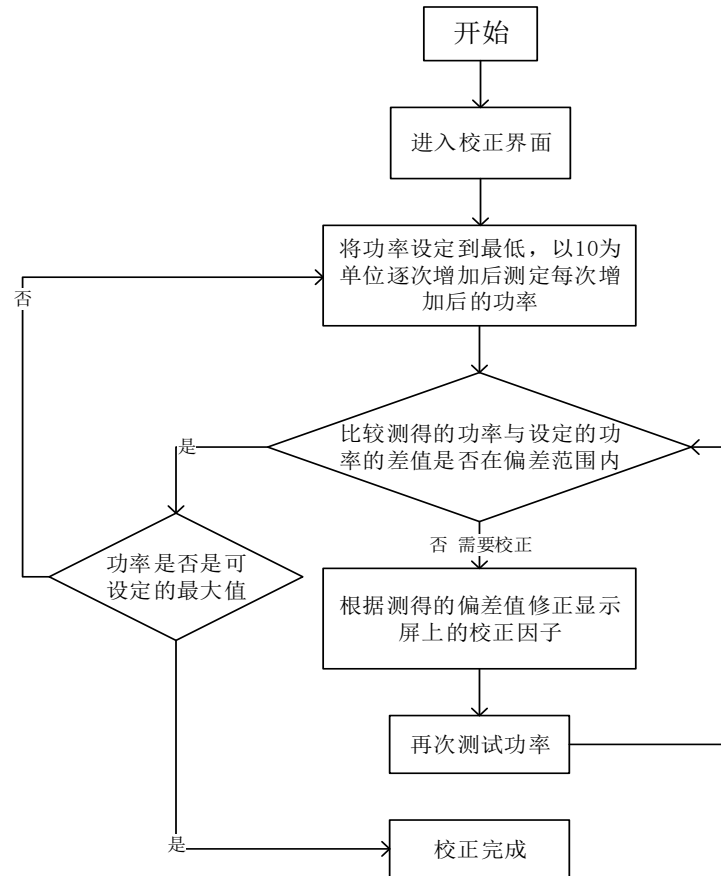 开始
进入校正界面
将功率设定到最低，以10为
单位逐次增加后测定每次增
加后的功率
否
比较测得的功率与设定的功
率的差值是否在偏差范围内
是
否 需要校正
功率是否是可
设定的最大值
根据测得的偏差值修正显示
屏上的校正因子
再次测试功率
是
校正完成